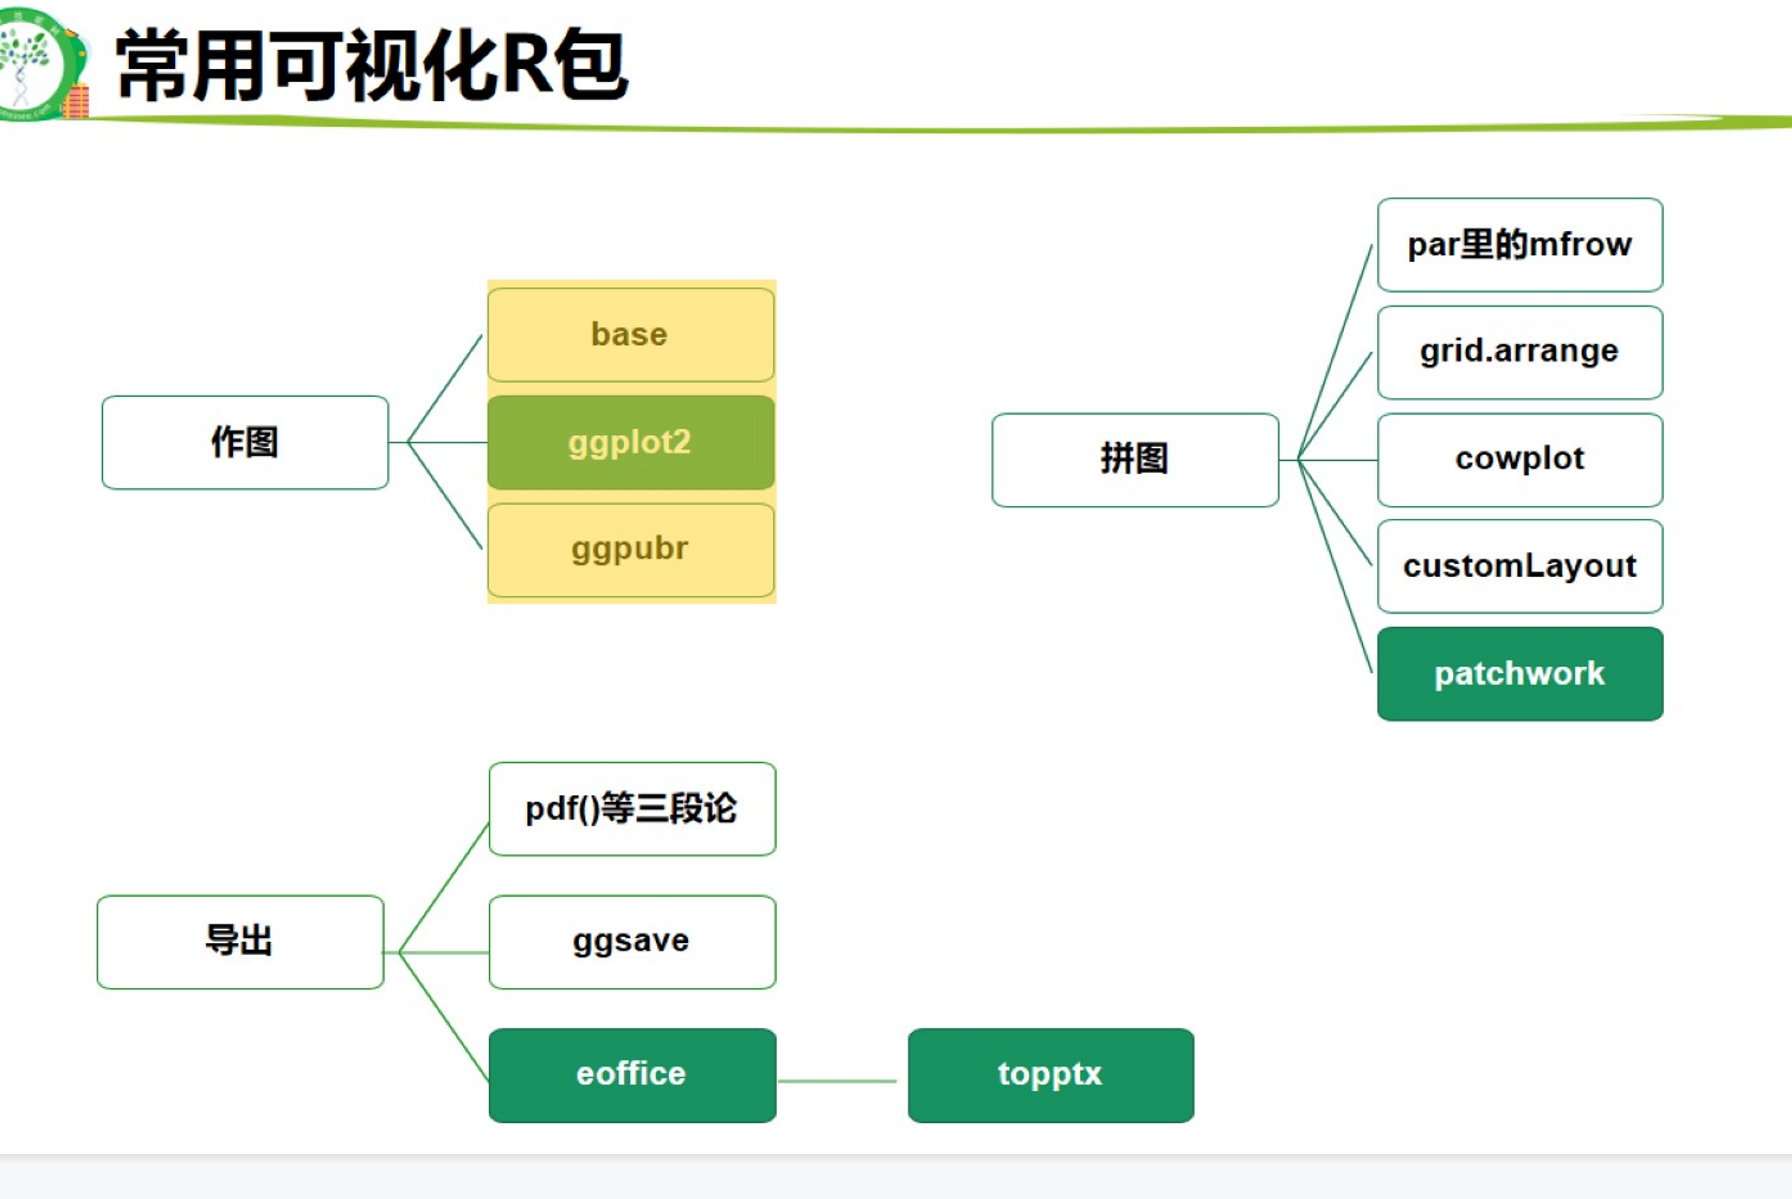 常用可视化R包
作图
base
ggplot2
ggpubr
拼图
par里的mfrow
grid.arrange
cowplot
customLayout
patchwork
导出
pdf()等三段论
ggsave
eoffice
topptx